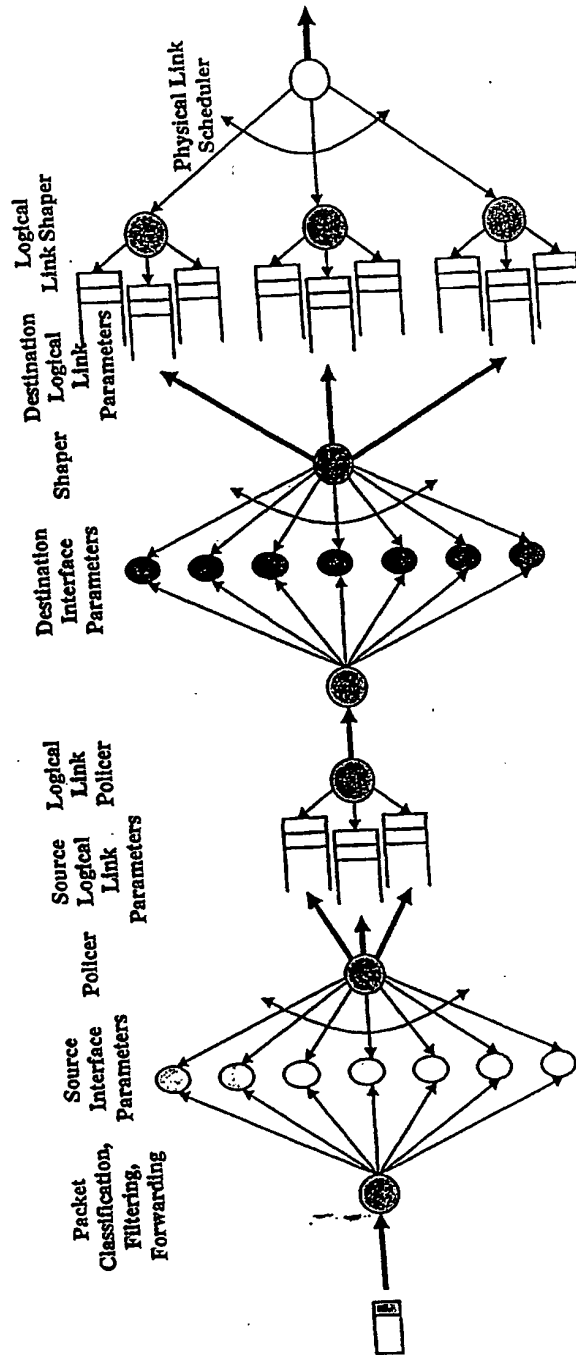 Packet
Classification,
Filtering,
Forwarding
Source
Interface
Parameters
Policer
Source
Logical
Link
Parameters
Logical
Link
Policer
Destination
Interface
Parameters
Shaper
Destination
Logical
Link
Parameters
Logical
Link Shaper
Physical Link
Scheduler